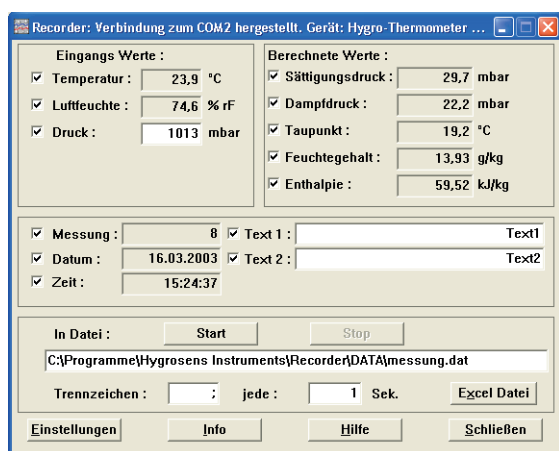 Recorder: Verbindung zum COM2 hergestellt. Gerät: Hygro-Thermometer ...
Eingangs Werte :
Temperatur : 23,9 °C
Luftfeuchte : 74,6 % rF
Druck : 1013 mbar
Berechnete Werte :
Sättigungsdruck : 29,7 mbar
Dampfdruck : 22,2 mbar
Taupunkt : 19,2 °C
Feuchtegehalt : 13,93 g/kg
Enthalpie : 59,52 kJ/kg
Messung : 8 Text 1 : Text1
Datum : 16.03.2003 Text 2 : Text2
Zeit : 15:24:37
In Datei : Start Stop
C:\Programme\Hygrosens Instruments\Recorder\DATA\messung.dat
Trennzeichen : ; jede : 1 Sek. Excel Datei
Einstellungen Info Hilfe Schließen